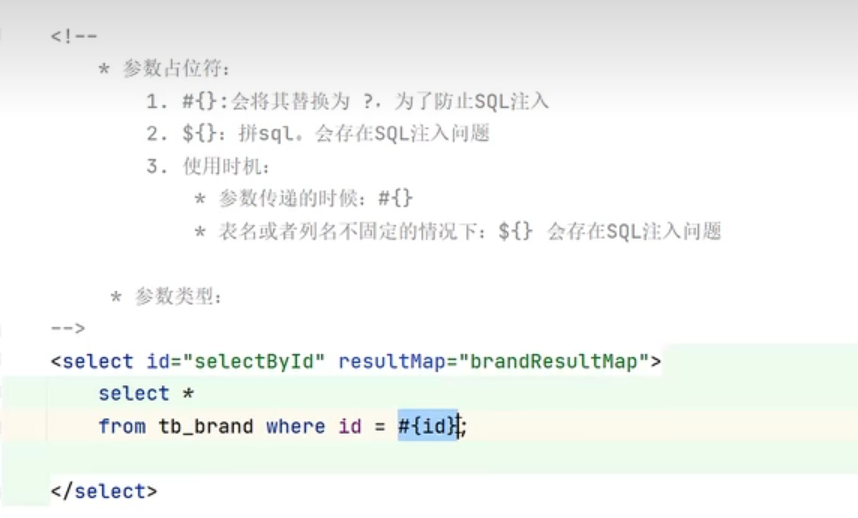 <!--
* 参数占位符：
1. #{}:会将其替换为 ?，为了防止SQL注入
2. ${}：拼sql。会存在SQL注入问题
3. 使用时机：
* 参数传递的时候：#{}
* 表名或者列名不固定的情况下：${} 会存在SQL注入问题
* 参数类型：
-->
<select id="selectById" resultMap="brandResultMap">
select *
from tb_brand where id = #{id};
</select>